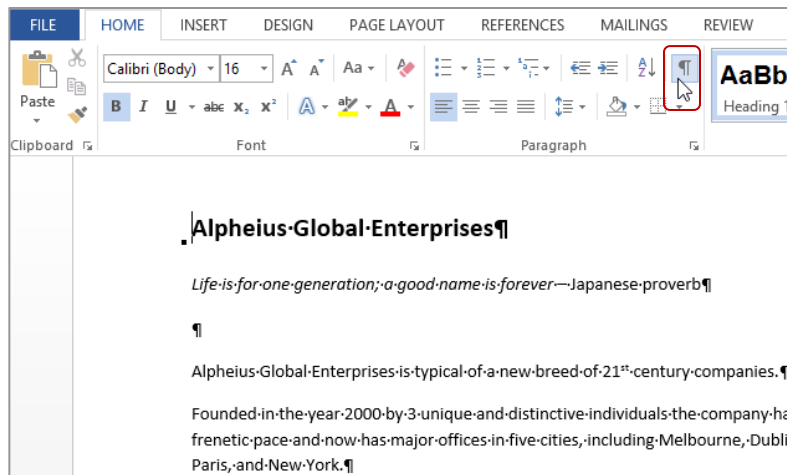 FILE HOME INSERT DESIGN PAGE LAYOUT REFERENCES MAILINGS REVIEW
Calibri (Body) 16 A A Aa A A Z ¶ AaBb
Paste B I U abc X₂ X² A ab A Heading 1
Clipboard Font Paragraph
Alpheius·Global·Enterprises¶
Life·is·for·one·generation;·a·good·name·is·forever·—·Japanese·proverb¶
¶
Alpheius·Global·Enterprises·is·typical·of·a·new·breed·of·21ˢᵗ·century·companies.¶
Founded·in·the·year·2000·by·3·unique·and·distinctive·individuals·the·company·ha
frenetic·pace·and·now·has·major·offices·in·five·cities,·including·Melbourne,·Dubli
Paris,·and·New·York.¶